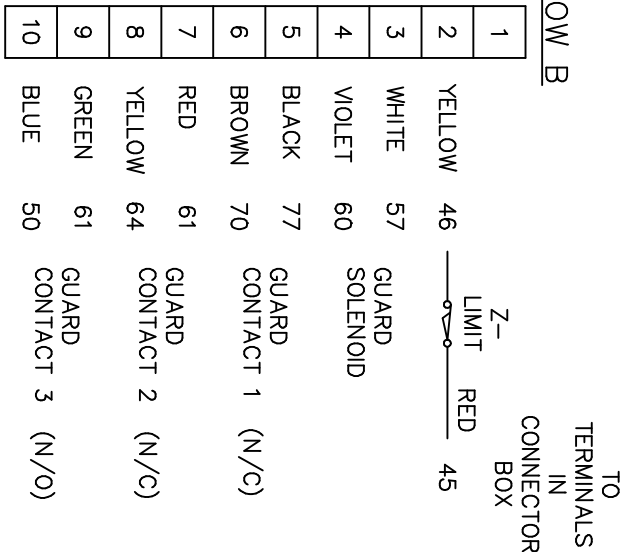 TO
TERMINALS
IN
CONNECTOR
BOX
OW B
1
Z-
LIMIT
RED
2 YELLOW 46 45
3 WHITE 57
GUARD
SOLENOID
4 VIOLET 60
5 BLACK 77
GUARD
CONTACT 1 (N/C)
6 BROWN 70
7 RED 61
GUARD
CONTACT 2 (N/C)
8 YELLOW 64
9 GREEN 61
GUARD
CONTACT 3 (N/O)
10 BLUE 50